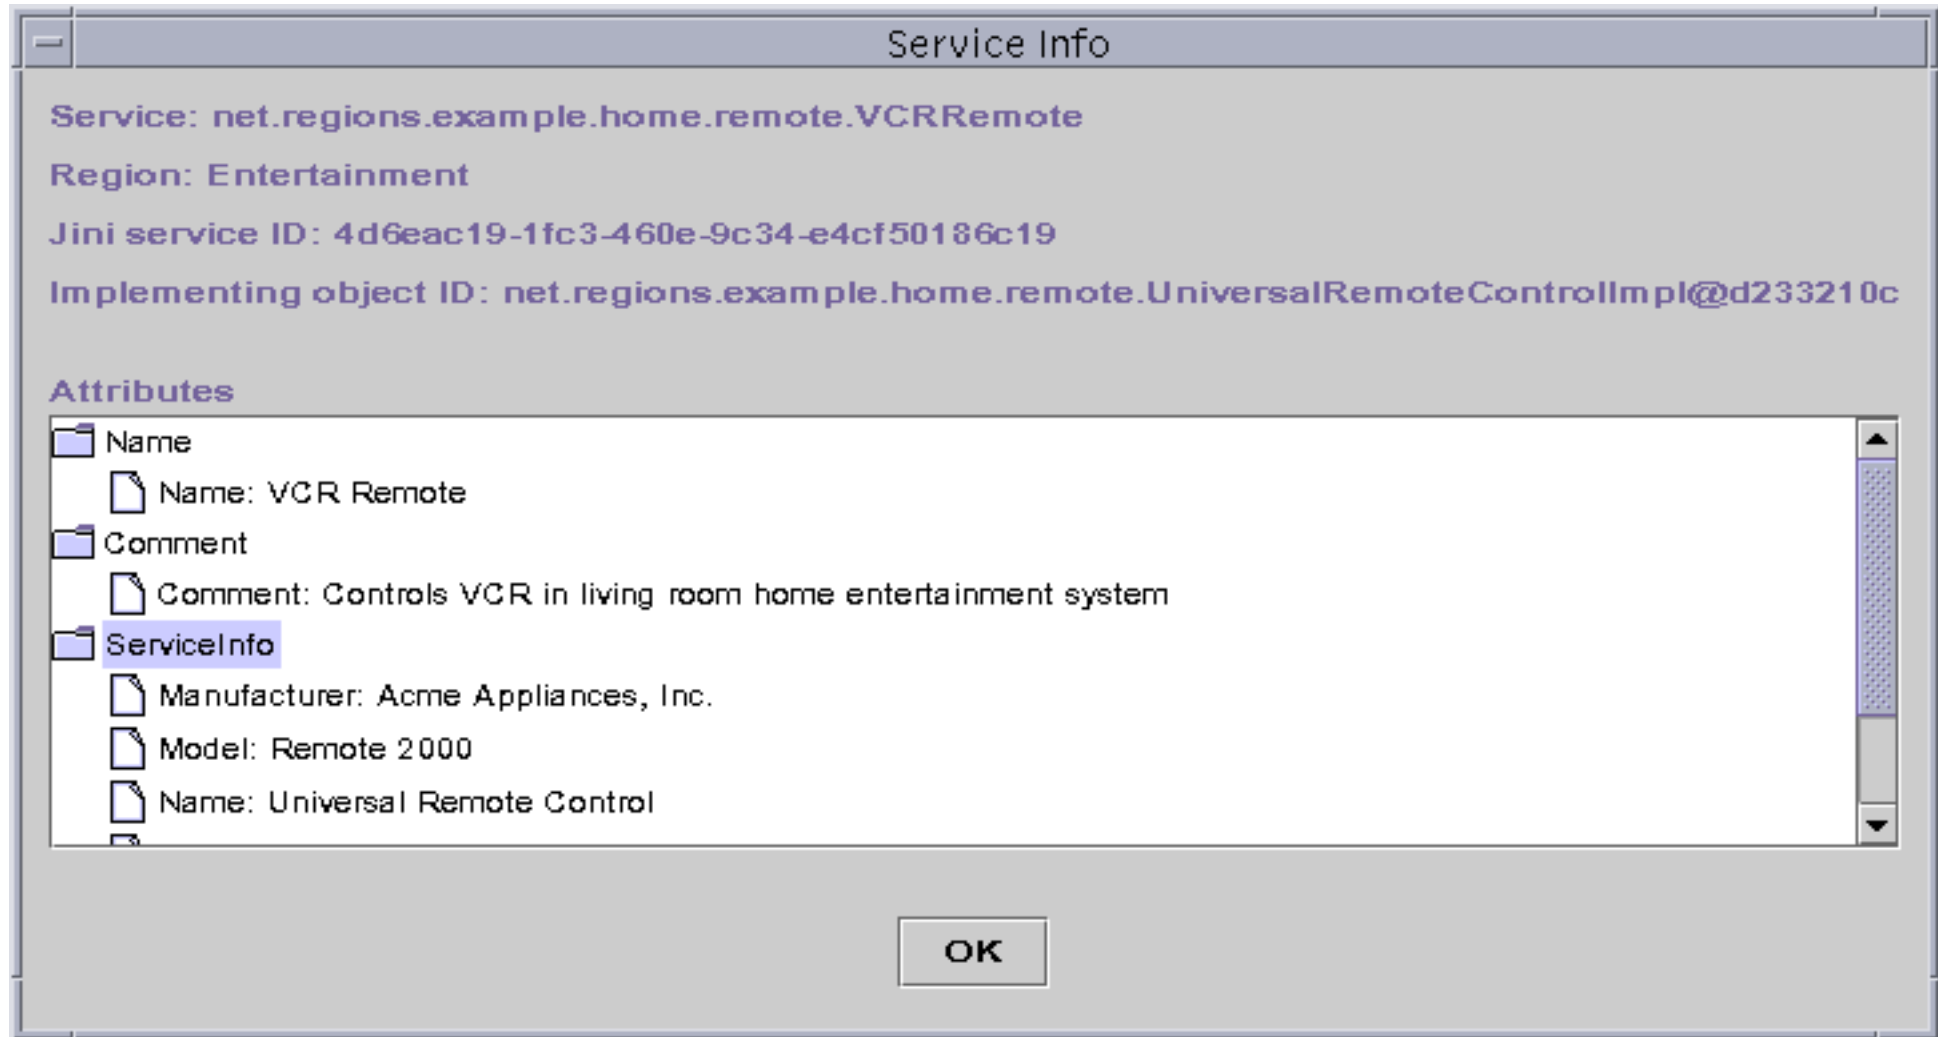 Service Info
Service: net.regions.example.home.remote.VCRRemote
Region: Entertainment
Jini service ID: 4d6eac19-1fc3-460e-9c34-e4cf50186c19
Implementing object ID: net.regions.example.home.remote.UniversalRemoteControlImpl@d233210c
Attributes
Name
Name: VCR Remote
Comment
Comment: Controls VCR in living room home entertainment system
ServiceInfo
Manufacturer: Acme Appliances, Inc.
Model: Remote 2000
Name: Universal Remote Control
OK